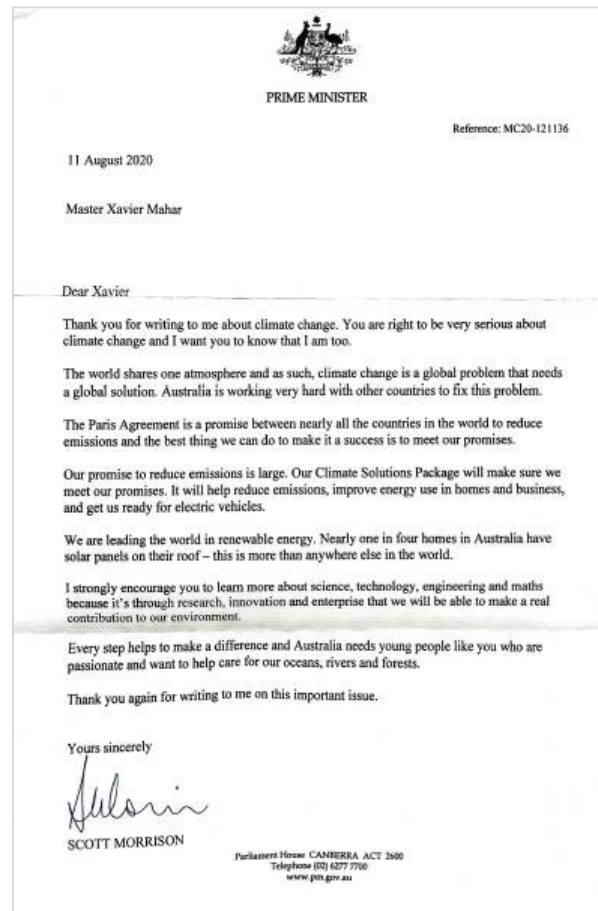 PRIME MINISTER
Reference: MC20-121136
11 August 2020
Master Xavier Mahar
Dear Xavier
Thank you for writing to me about climate change. You are right to be very serious about
climate change and I want you to know that I am too.
The world shares one atmosphere and as such, climate change is a global problem that needs
a global solution. Australia is working very hard with other countries to fix this problem.
The Paris Agreement is a promise between nearly all the countries in the world to reduce
emissions and the best thing we can do to make it a success is to meet our promises.
Our promise to reduce emissions is large. Our Climate Solutions Package will make sure we
meet our promises. It will help reduce emissions, improve energy use in homes and business,
and get us ready for electric vehicles.
We are leading the world in renewable energy. Nearly one in four homes in Australia have
solar panels on their roof – this is more than anywhere else in the world.
I strongly encourage you to learn more about science, technology, engineering and maths
because it's through research, innovation and enterprise that we will be able to make a real
contribution to our environment.
Every step helps to make a difference and Australia needs young people like you who are
passionate and want to help care for our oceans, rivers and forests.
Thank you again for writing to me on this important issue.
Yours sincerely
SCOTT MORRISON
Parliament House CANBERRA ACT 2600
Telephone (02) 6277 7700
www.pm.gov.au